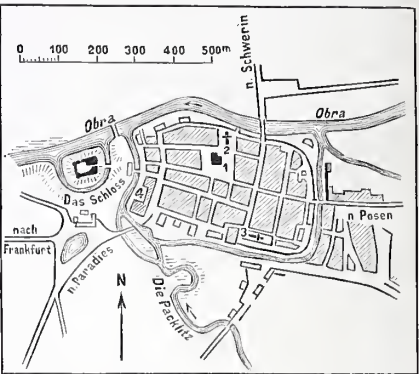 0 100 200 300 400 500m
n. Schwerin
Obra
Obra
2
1
Das Schloss
4
5
n Posen
nach
Frankfurt
3
n. Paradies
N
Die Packlitz